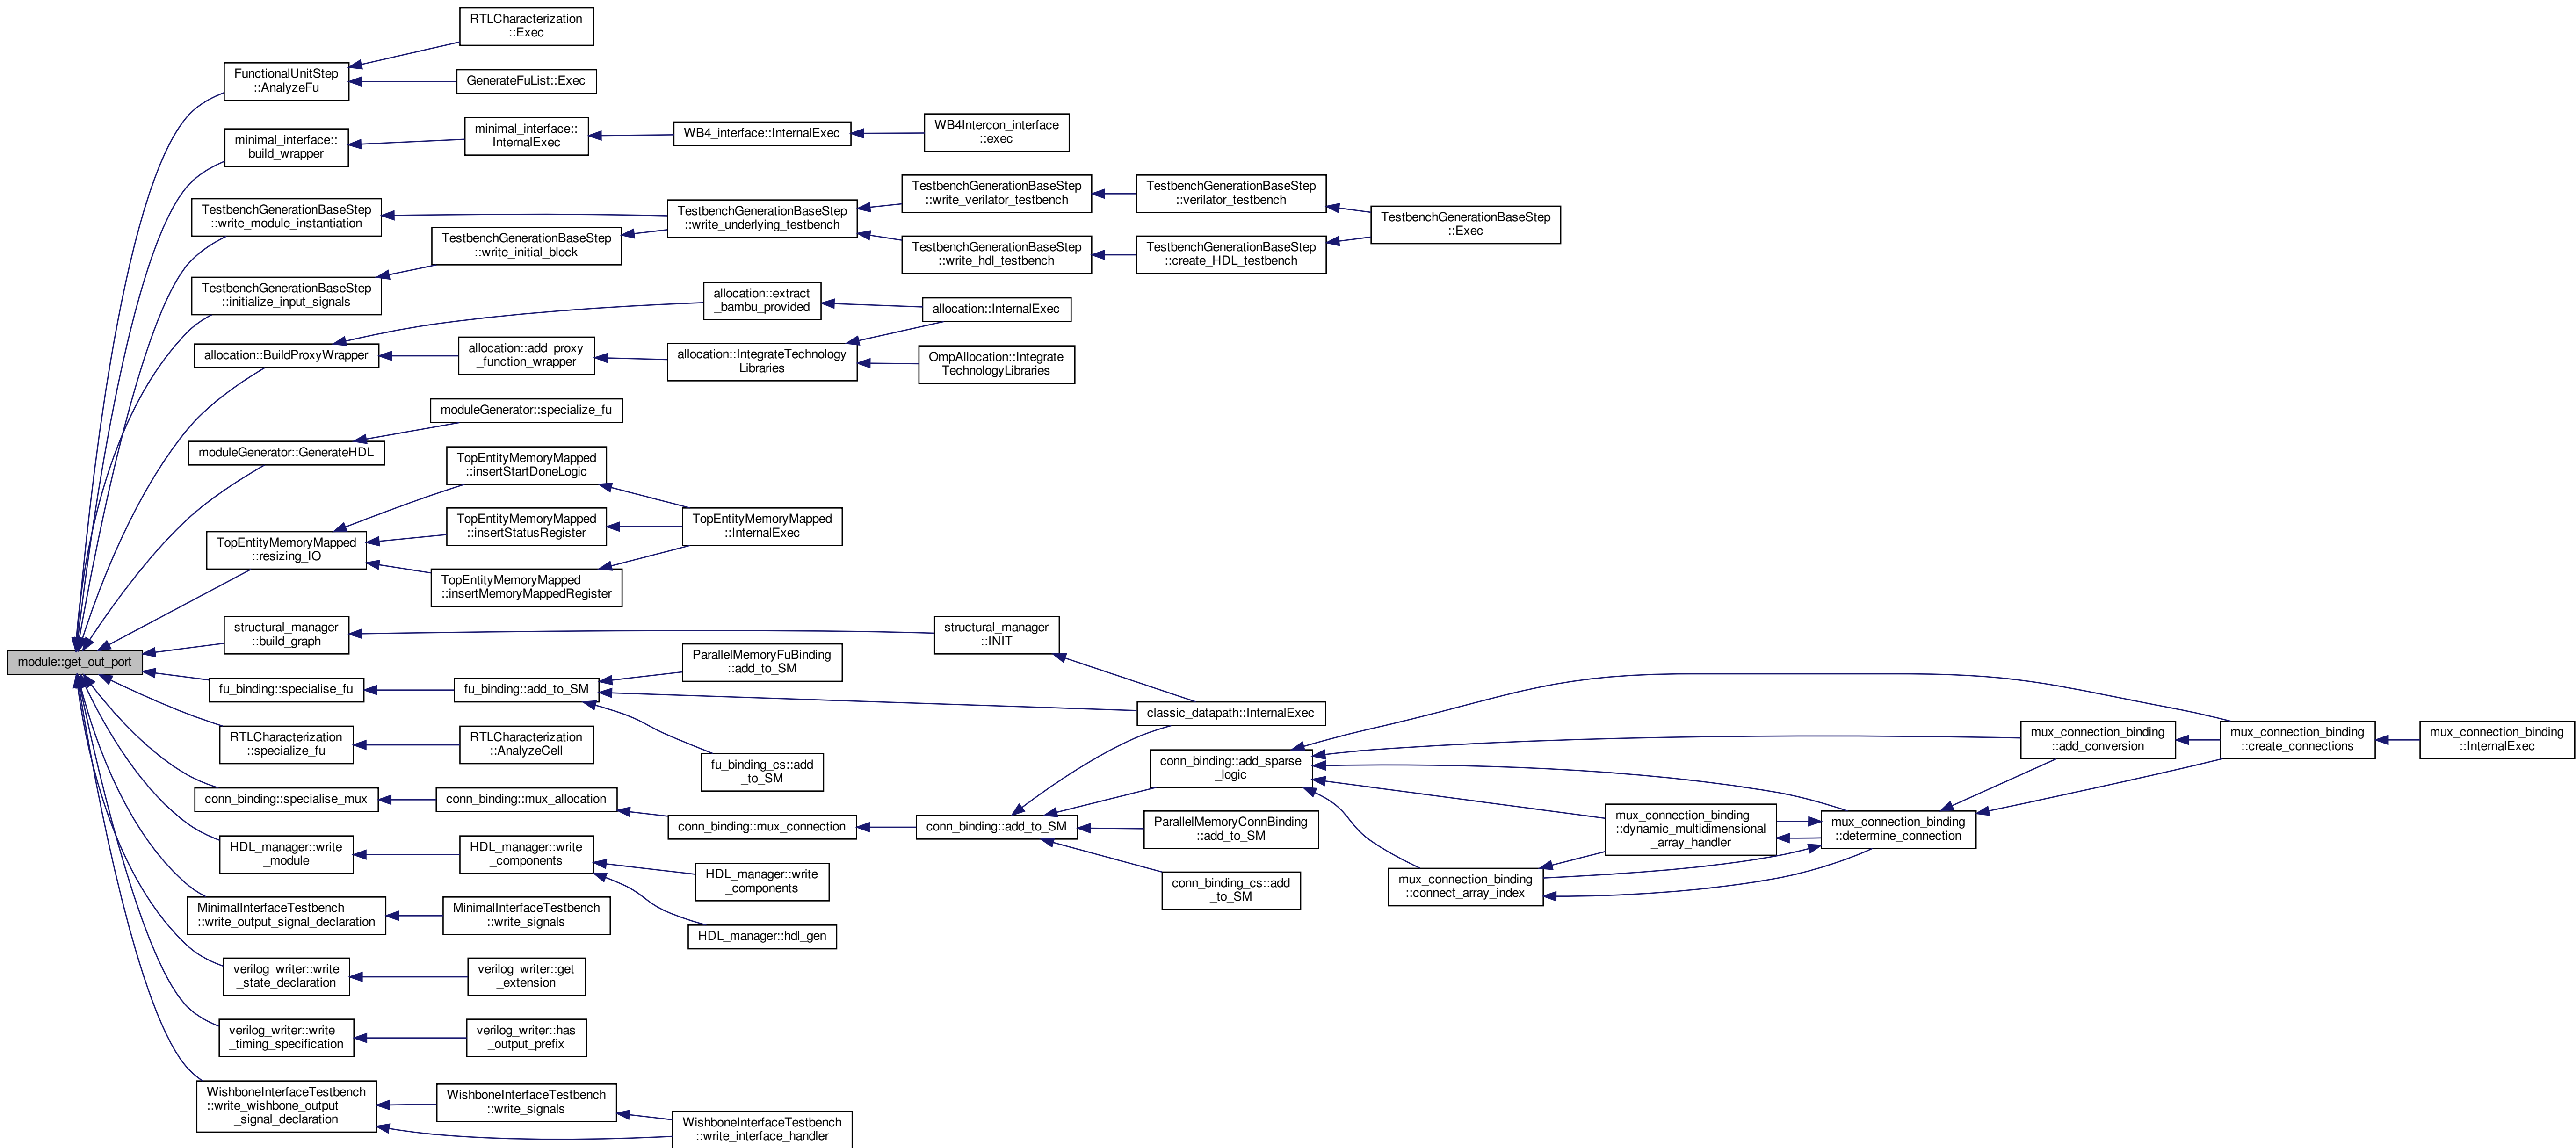 RTLCharacterization
::Exec
FunctionalUnitStep
::AnalyzeFu
GenerateFuList::Exec
minimal_interface::
build_wrapper
minimal_interface::
InternalExec
WB4_interface::InternalExec
WB4Intercon_interface
::exec
TestbenchGenerationBaseStep
::write_module_instantiation
TestbenchGenerationBaseStep
::write_underlying_testbench
TestbenchGenerationBaseStep
::write_verilator_testbench
TestbenchGenerationBaseStep
::verilator_testbench
TestbenchGenerationBaseStep
::Exec
TestbenchGenerationBaseStep
::write_initial_block
TestbenchGenerationBaseStep
::write_hdl_testbench
TestbenchGenerationBaseStep
::create_HDL_testbench
TestbenchGenerationBaseStep
::initialize_input_signals
allocation::extract
_bambu_provided
allocation::InternalExec
allocation::BuildProxyWrapper
allocation::add_proxy
_function_wrapper
allocation::IntegrateTechnology
Libraries
OmpAllocation::Integrate
TechnologyLibraries
moduleGenerator::specialize_fu
moduleGenerator::GenerateHDL
TopEntityMemoryMapped
::insertStartDoneLogic
TopEntityMemoryMapped
::resizing_IO
TopEntityMemoryMapped
::insertStatusRegister
TopEntityMemoryMapped
::InternalExec
TopEntityMemoryMapped
::insertMemoryMappedRegister
structural_manager
::build_graph
structural_manager
::INIT
module::get_out_port
ParallelMemoryFuBinding
::add_to_SM
fu_binding::specialise_fu
fu_binding::add_to_SM
classic_datapath::InternalExec
RTLCharacterization
::specialize_fu
RTLCharacterization
::AnalyzeCell
fu_binding_cs::add
_to_SM
conn_binding::add_sparse
_logic
mux_connection_binding
::add_conversion
mux_connection_binding
::create_connections
mux_connection_binding
::InternalExec
conn_binding::specialise_mux
conn_binding::mux_allocation
conn_binding::mux_connection
conn_binding::add_to_SM
ParallelMemoryConnBinding
::add_to_SM
mux_connection_binding
::dynamic_multidimensional
_array_handler
mux_connection_binding
::determine_connection
HDL_manager::write
_module
HDL_manager::write
_components
HDL_manager::write
_components
conn_binding_cs::add
_to_SM
mux_connection_binding
::connect_array_index
MinimalInterfaceTestbench
::write_output_signal_declaration
MinimalInterfaceTestbench
::write_signals
HDL_manager::hdl_gen
verilog_writer::write
_state_declaration
verilog_writer::get
_extension
verilog_writer::write
_timing_specification
verilog_writer::has
_output_prefix
WishboneInterfaceTestbench
::write_wishbone_output
_signal_declaration
WishboneInterfaceTestbench
::write_signals
WishboneInterfaceTestbench
::write_interface_handler